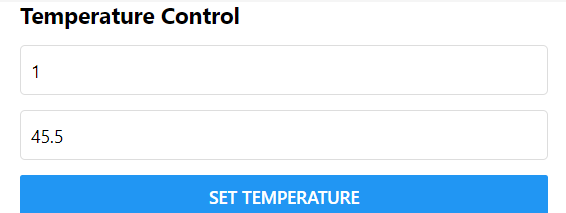 Temperature Control
1
45.5
SET TEMPERATURE